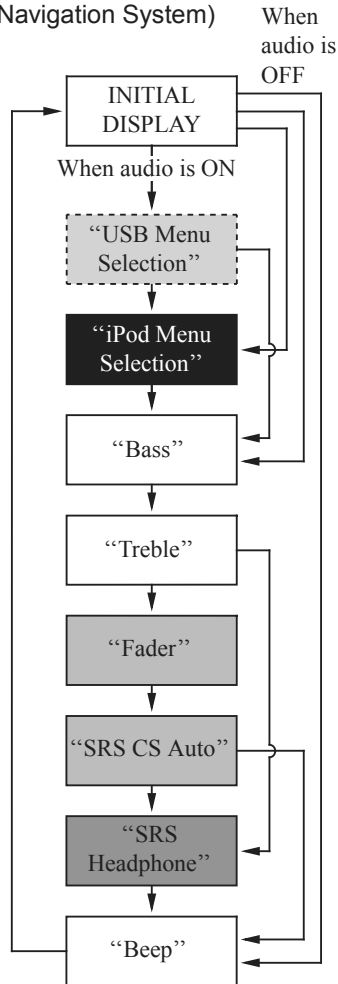 Navigation System)
When
audio is
OFF
INITIAL
DISPLAY
When audio is ON
“USB Menu
Selection”
“iPod Menu
Selection”
“Bass”
“Treble”
“Fader”
“SRS CS Auto”
“SRS
Headphone”
“Beep”